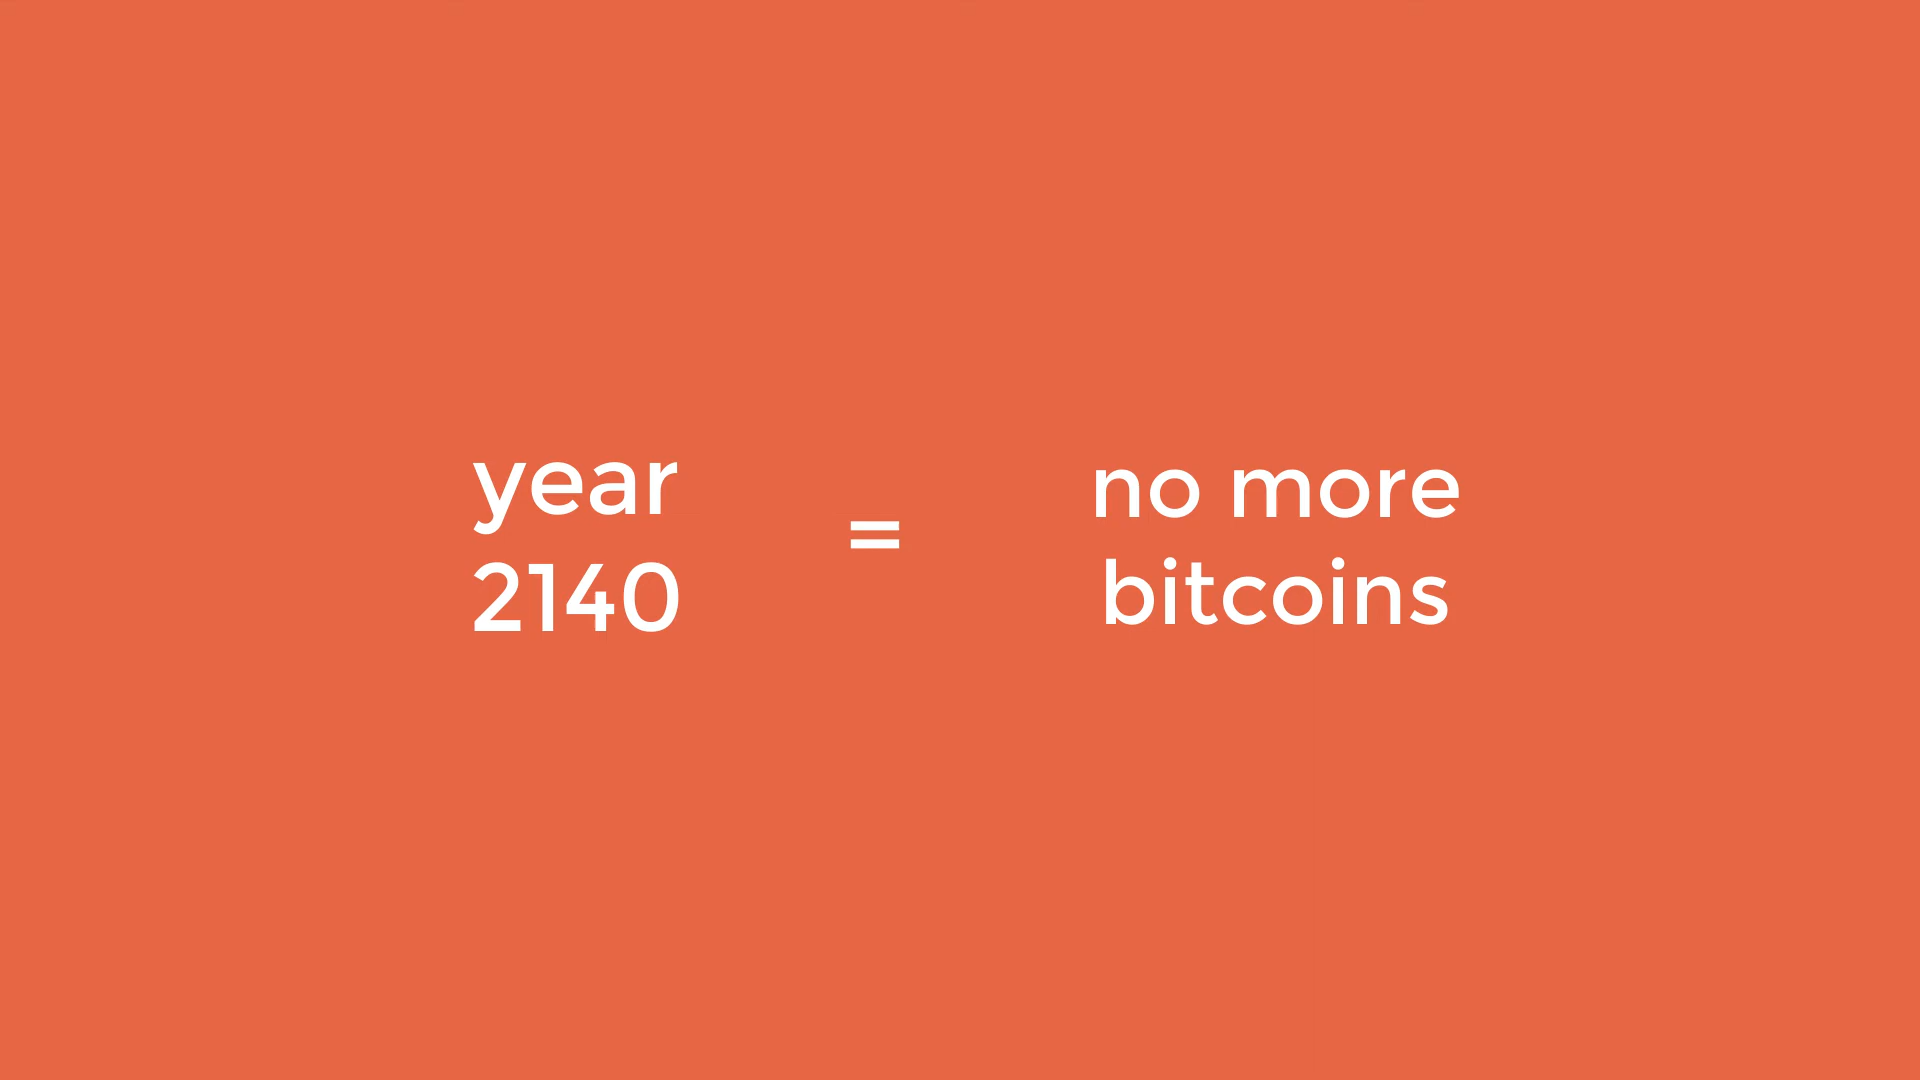 year
2140
=
no more
bitcoins